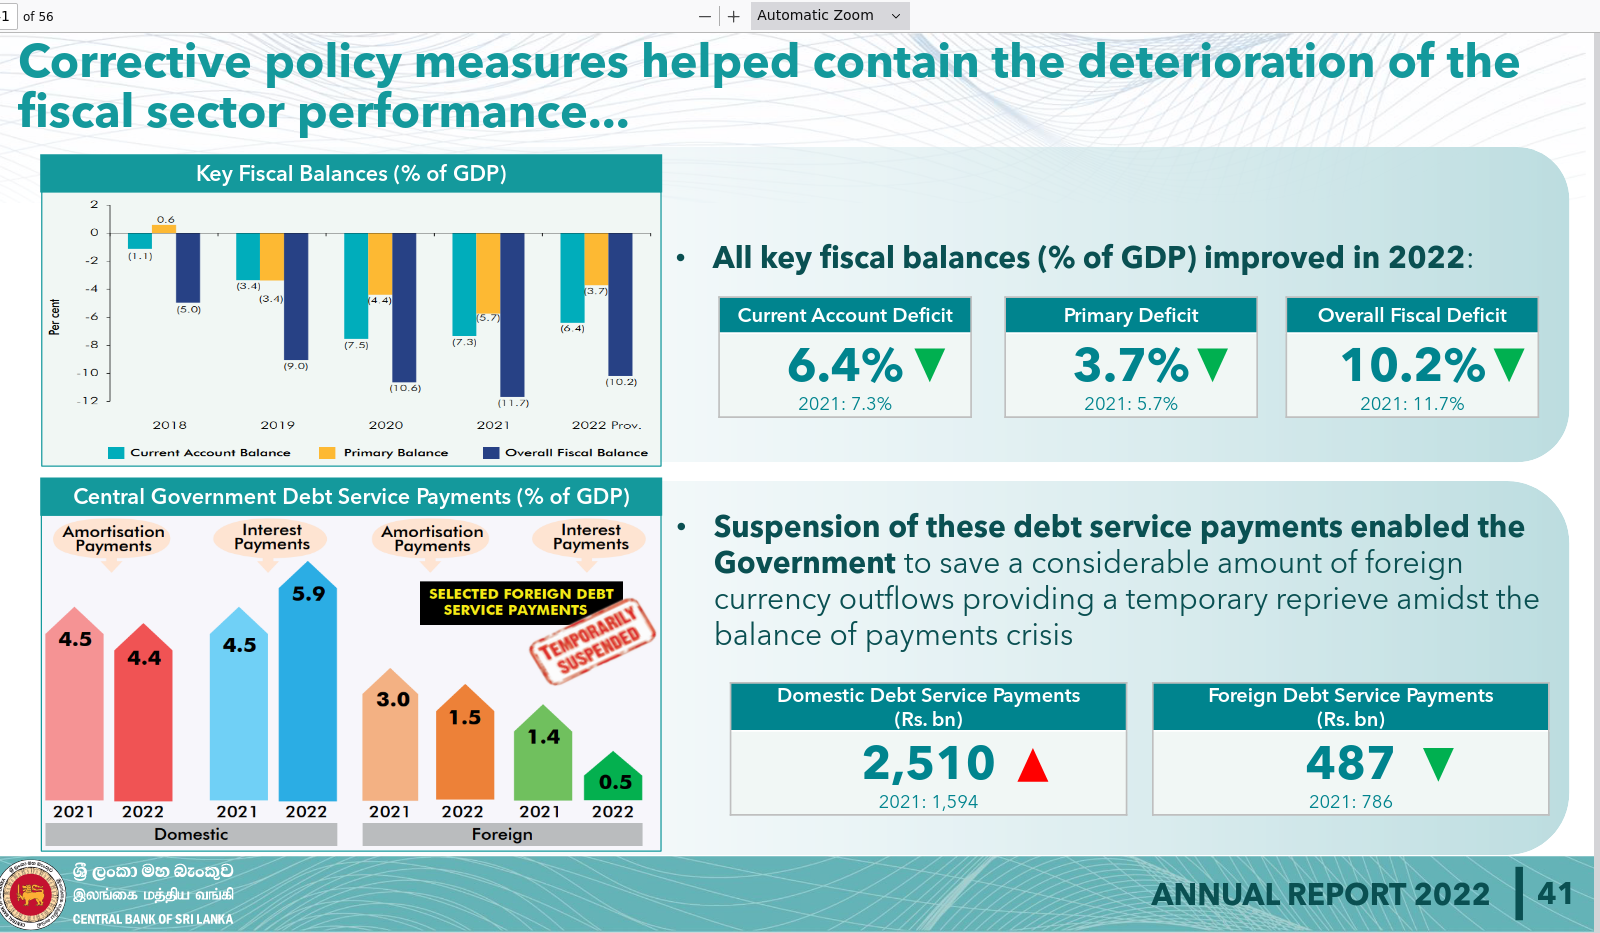 1 of 56
Automatic Zoom
Corrective policy measures helped contain the deterioration of the
fiscal sector performance...
Key Fiscal Balances (% of GDP)
2
0
-2
-4
-6
-8
-10
-12
Per cent
0.6
(1.1)
(5.0)
(3.4)
(3.4)
(9.0)
(7.5)
(4.4)
(10.6)
(7.3)
(5.7)
(11.7)
(6.4)
(3.7)
(10.2)
2018 2019 2020 2021 2022 Prov.
Current Account Balance Primary Balance Overall Fiscal Balance
• All key fiscal balances (% of GDP) improved in 2022:
Current Account Deficit
6.4%
2021: 7.3%
Primary Deficit
3.7%
2021: 5.7%
Overall Fiscal Deficit
10.2%
2021: 11.7%
Central Government Debt Service Payments (% of GDP)
Amortisation
Payments
Interest
Payments
Amortisation
Payments
Interest
Payments
SELECTED FOREIGN DEBT
SERVICE PAYMENTS
TEMPORARILY
SUSPENDED
4.5
4.4
4.5
5.9
3.0
1.5
1.4
0.5
2021 2022 2021 2022 2021 2022 2021 2022
Domestic Foreign
• Suspension of these debt service payments enabled the
Government to save a considerable amount of foreign
currency outflows providing a temporary reprieve amidst the
balance of payments crisis
Domestic Debt Service Payments
(Rs. bn)
2,510
2021: 1,594
Foreign Debt Service Payments
(Rs. bn)
487
2021: 786
ශ්‍රී ලංකා මහ බැංකුව
இலங்கை மத்திய வங்கி
CENTRAL BANK OF SRI LANKA
ANNUAL REPORT 2022 41